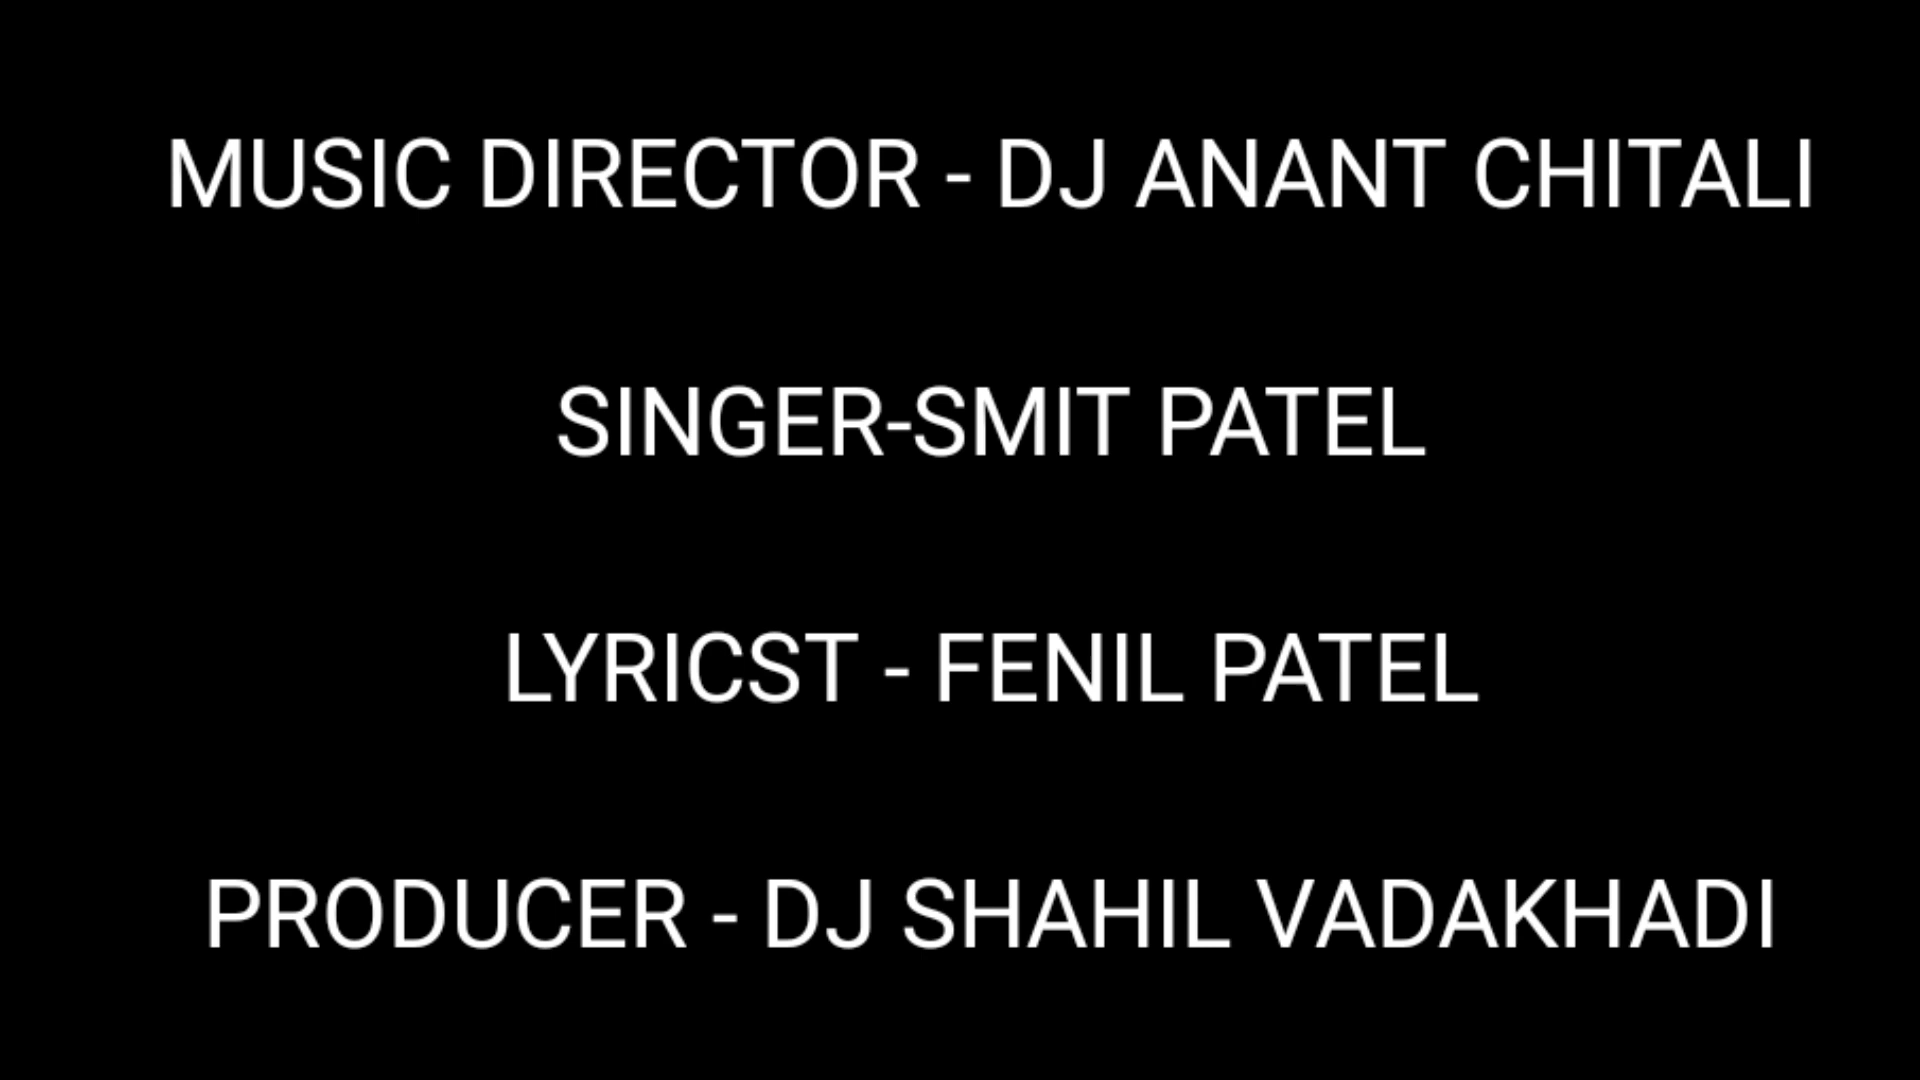 MUSIC DIRECTOR - DJ ANANT CHITALI
SINGER-SMIT PATEL
LYRICST - FENIL PATEL
PRODUCER - DJ SHAHIL VADAKHADI